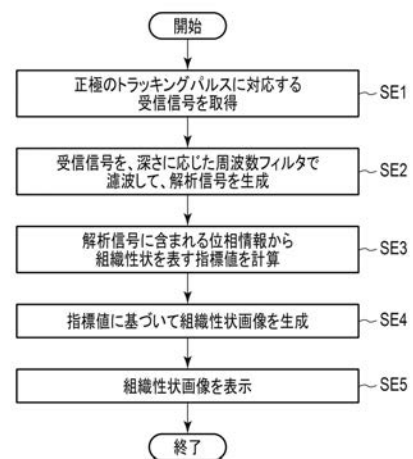 開始
正極のトラッキングパルスに対応する
受信信号を取得
SE1
受信信号を、深さに応じた周波数フィルタで
濾波して、解析信号を生成
SE2
解析信号に含まれる位相情報から
組織性状を表す指標値を計算
SE3
指標値に基づいて組織性状画像を生成
SE4
組織性状画像を表示
SE5
終了